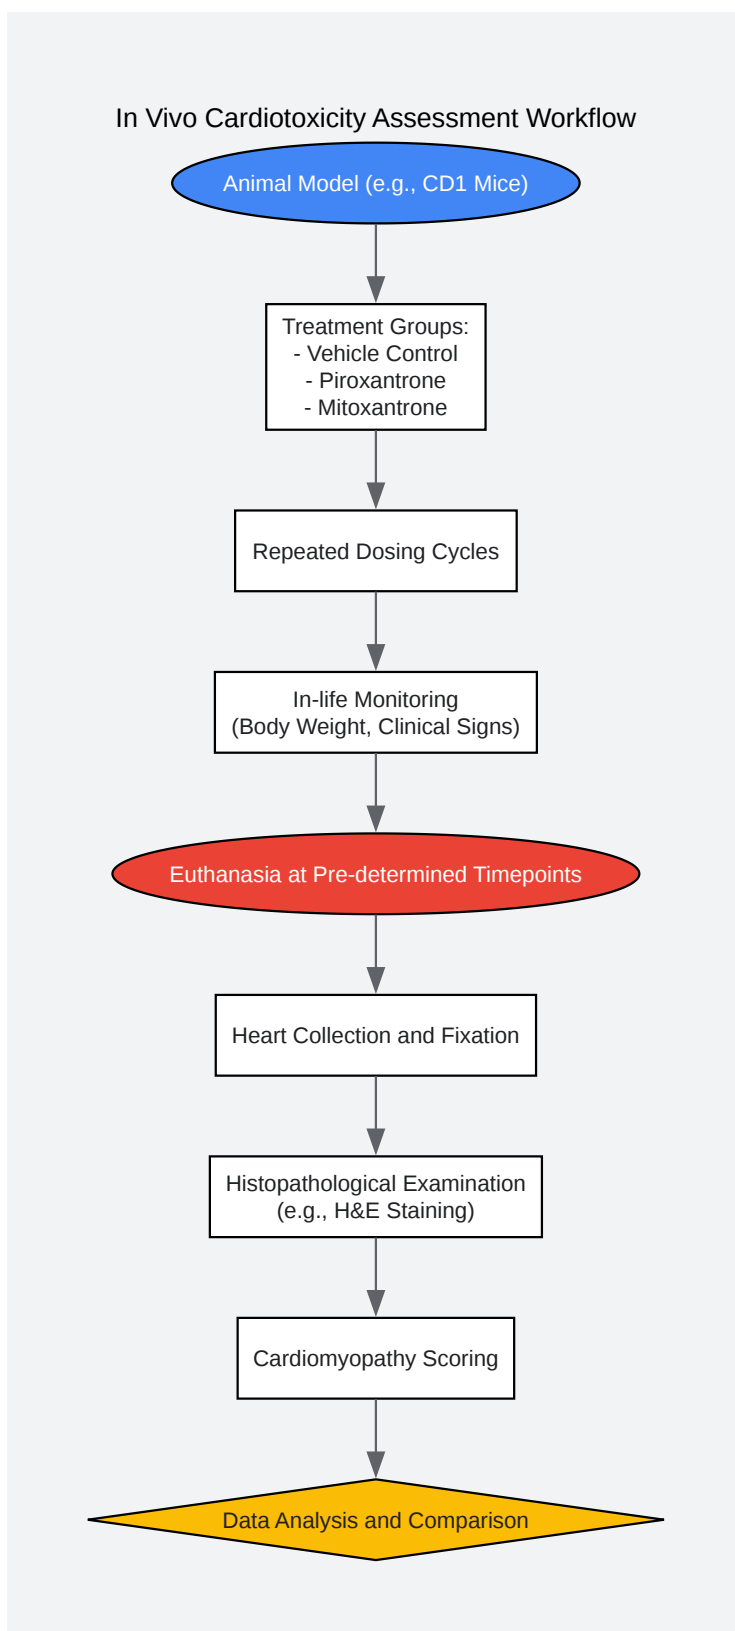 In Vivo Cardiotoxicity Assessment Workflow
Animal Model (e.g., CD1 Mice)
Treatment Groups:
- Vehicle Control
- Piroxantrone
- Mitoxantrone
Repeated Dosing Cycles
In-life Monitoring
(Body Weight, Clinical Signs)
Euthanasia at Pre-determined Timepoints
Heart Collection and Fixation
Histopathological Examination
(e.g., H&E Staining)
Cardiomyopathy Scoring
Data Analysis and Comparison